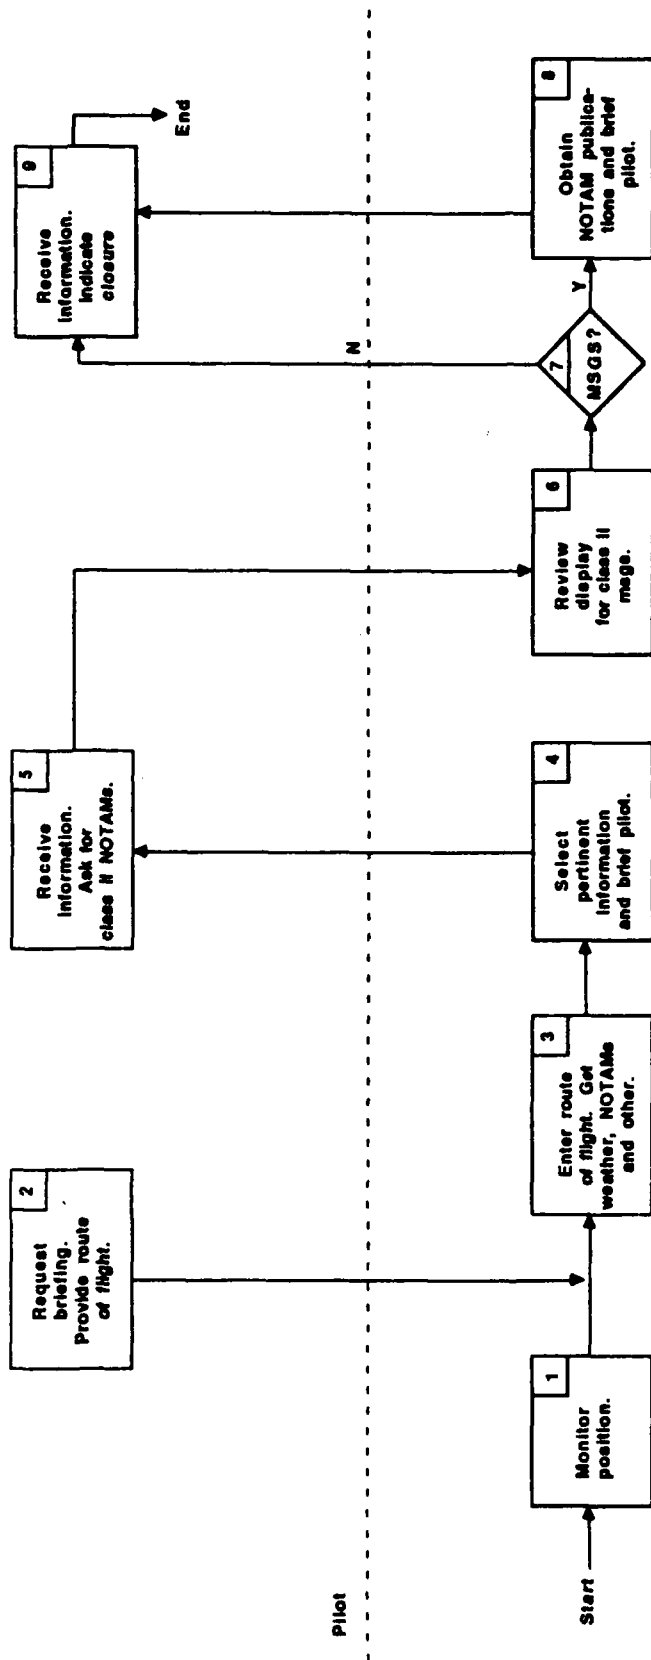 2
Request
briefing.
Provide route
of flight.
5
Receive
information.
Ask for
class II NOTAMs.
9
Receive
information.
Indicate
closure
End
N
Pilot
Start
1
Monitor
position.
3
Enter route
of flight. Get
weather, NOTAMs
and other.
4
Select
pertinent
information
and brief pilot.
6
Review
display
for class II
msgs.
7
MSGS?
Y
8
Obtain
NOTAM publica-
tions and brief
pilot.